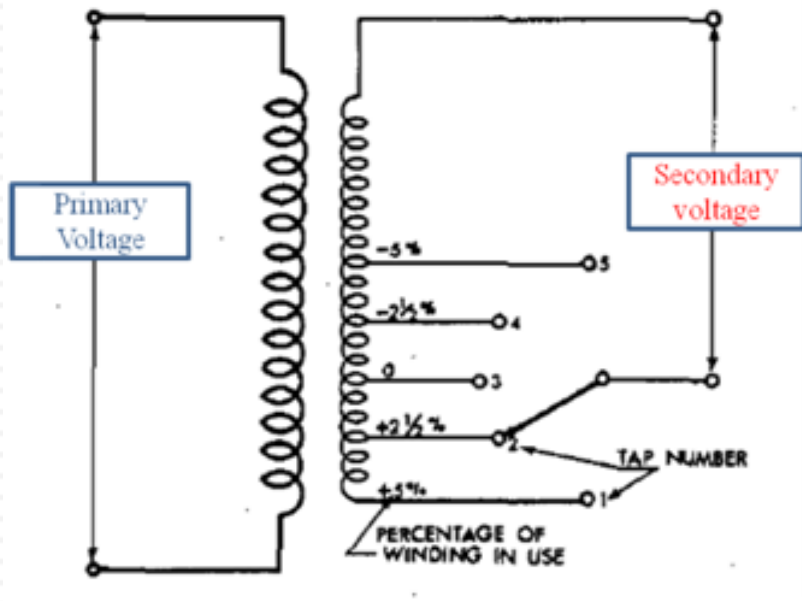 Primary
Voltage
Secondary
voltage
-5%
5
-2½%
4
0
3
+2½%
2
TAP NUMBER
+5%
1
PERCENTAGE OF
WINDING IN USE